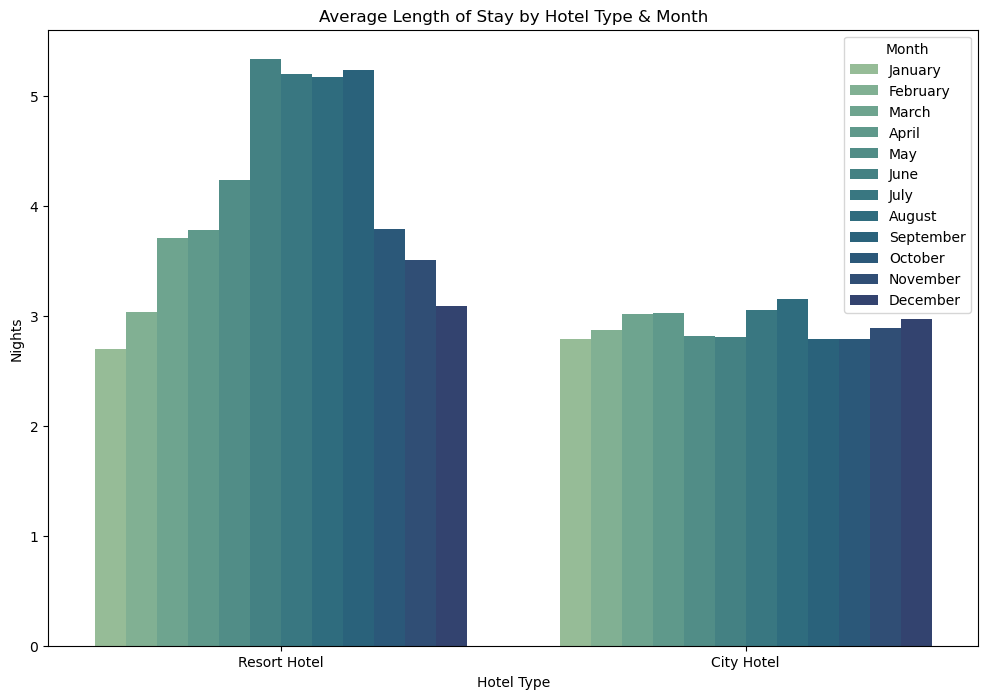 Average Length of Stay by Hotel Type & Month
Month
January
February
March
April
May
June
July
August
September
October
November
December
5
4
3
2
1
0
Nights
Resort Hotel
City Hotel
Hotel Type